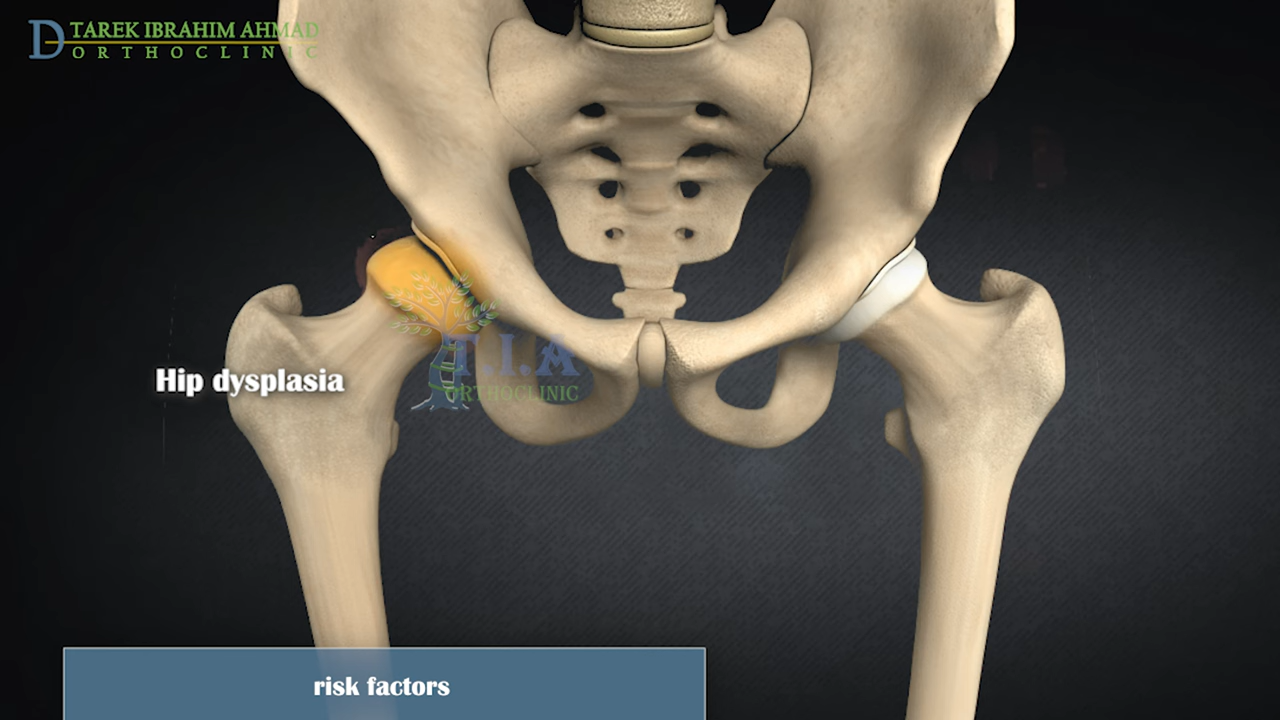 TAREK IBRAHIM AHMAD
ORTHOCLINIC
T.I.A
ORTHOCLINIC
Hip dysplasia
risk factors